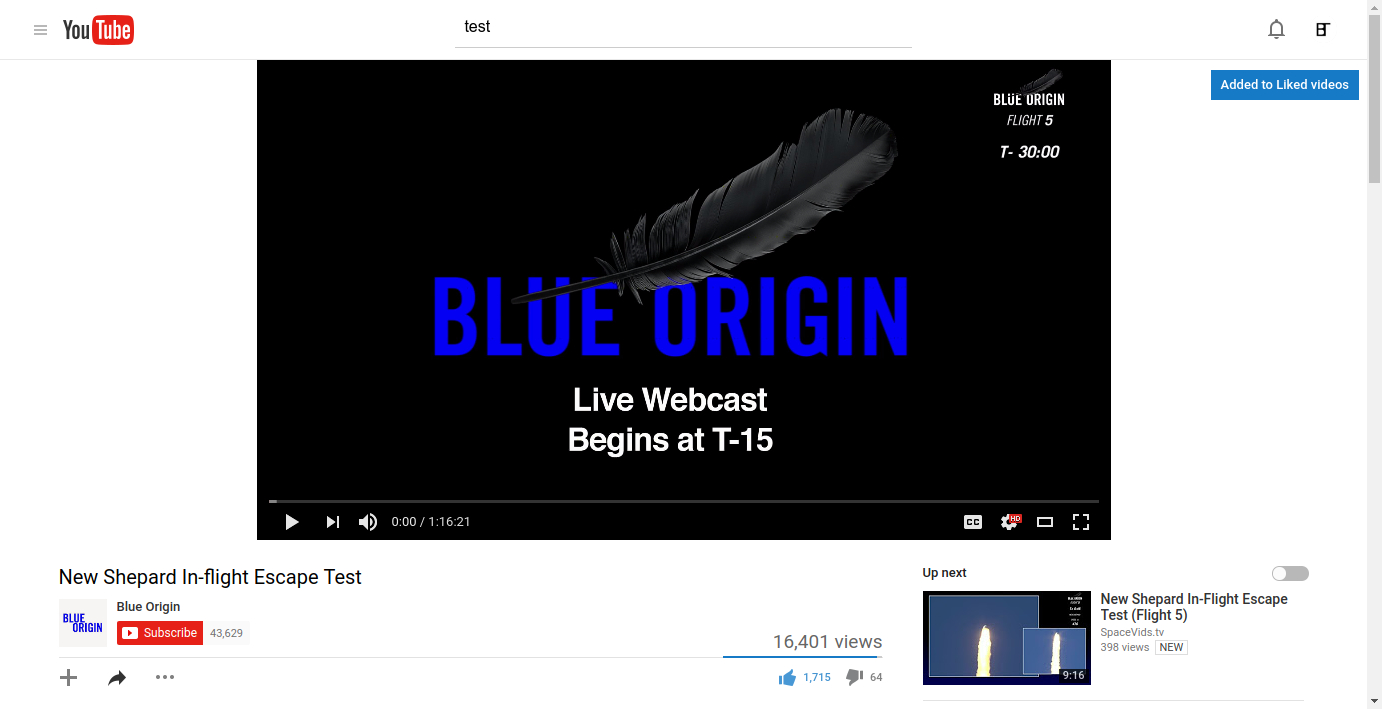 YouTube
test
BT
Added to Liked videos
BLUE ORIGIN
FLIGHT 5
T- 30:00
BLUE ORIGIN
Live Webcast
Begins at T-15
0:00 / 1:16:21
CC
HD
New Shepard In-flight Escape Test
BLUE
ORIGIN
Blue Origin
Subscribe 43,629
16,401 views
1,715 64
Up next
New Shepard In-Flight Escape
Test (Flight 5)
SpaceVids.tv
398 views NEW
9:16